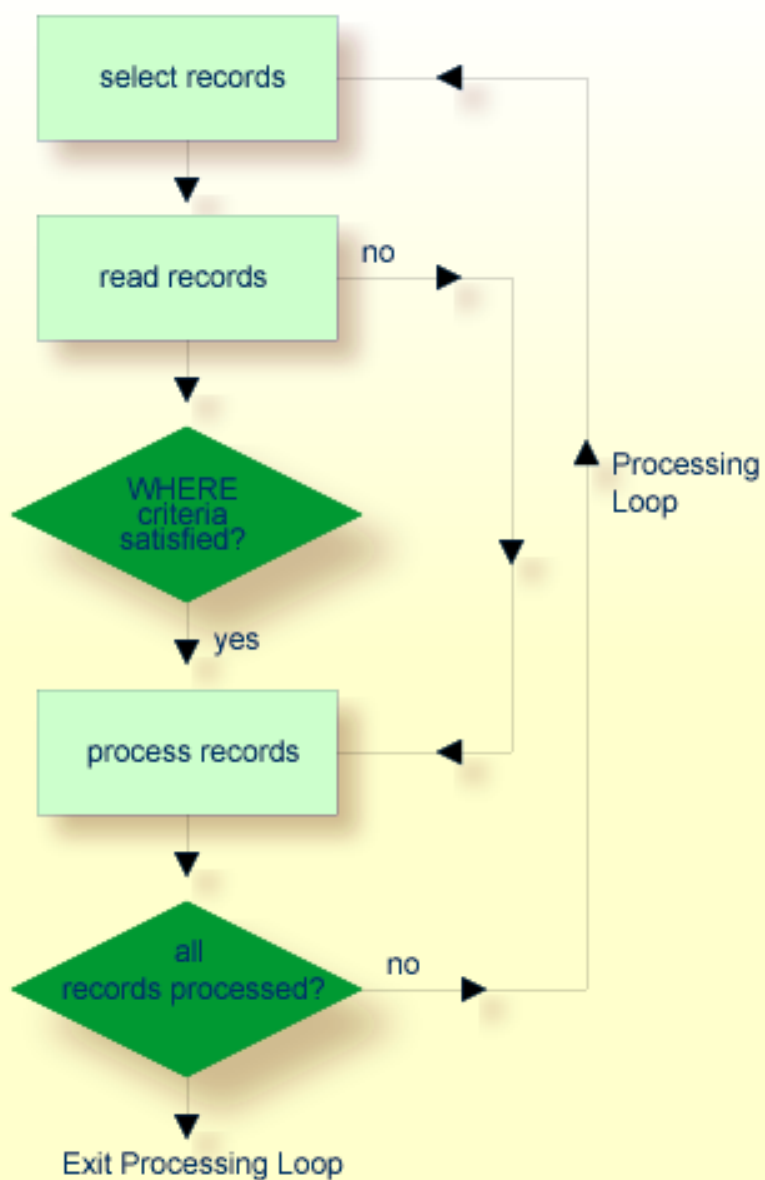 select records
read records
no
WHERE
criteria
satisfied?
Processing
Loop
yes
process records
all
records processed?
no
Exit Processing Loop